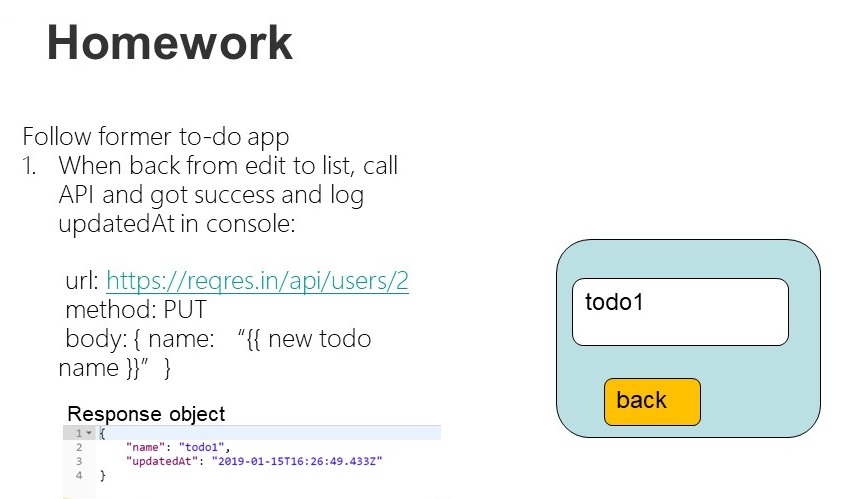 Homework
Follow former to-do app
1. When back from edit to list, call
API and got success and log
updatedAt in console:
url: https://reqres.in/api/users/2
method: PUT
body: { name: “{{ new todo
name }}” }
todo1
back
Response object
1 {
2 "name": "todo1",
3 "updatedAt": "2019-01-15T16:26:49.433Z"
4 }